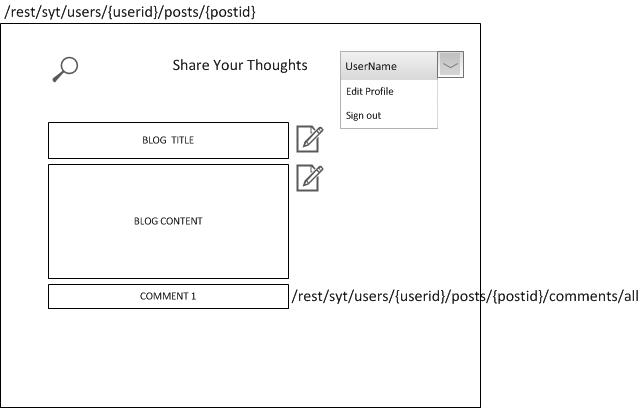 /rest/syt/users/{userid}/posts/{postid}
Share Your Thoughts
UserName
Edit Profile
Sign out
BLOG TITLE
BLOG CONTENT
COMMENT 1
/rest/syt/users/{userid}/posts/{postid}/comments/all